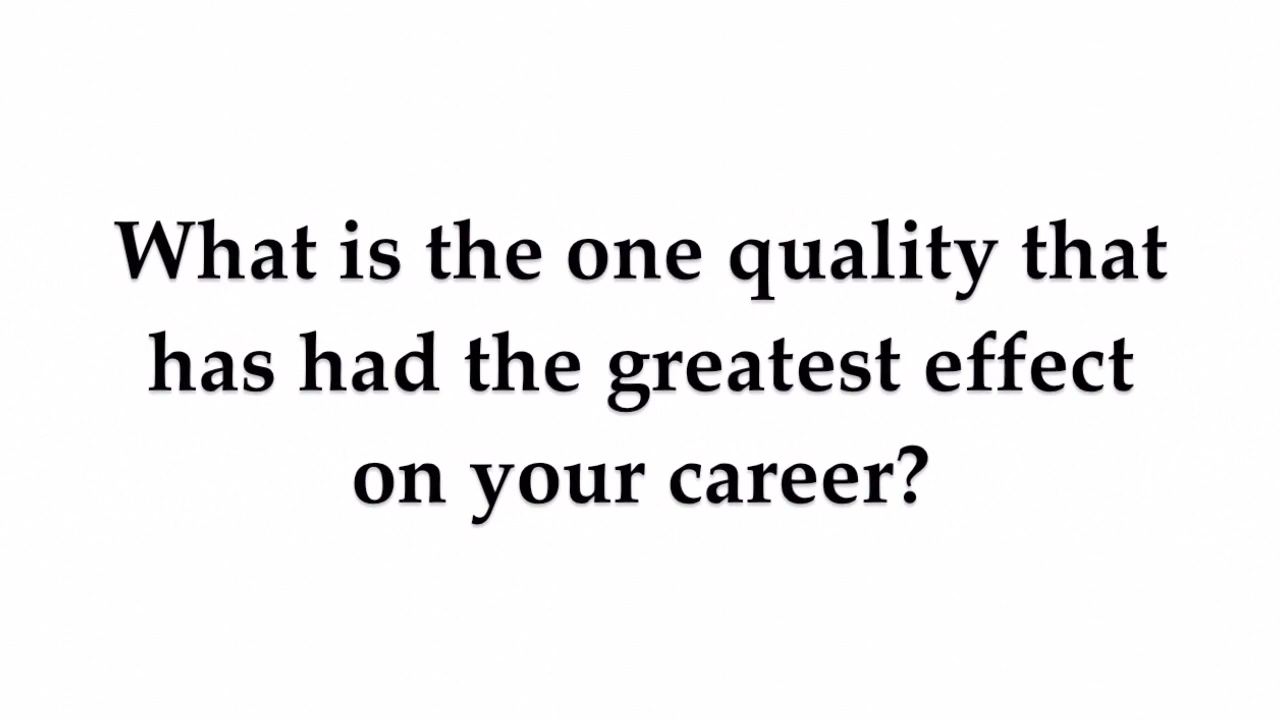 What is the one quality that
has had the greatest effect
on your career?